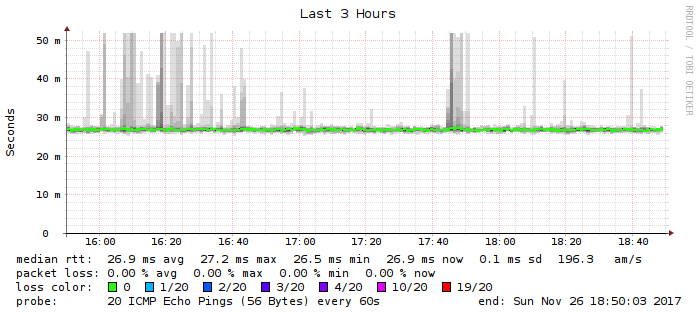 Last 3 Hours
RRDTOOL / TOBI OETIKER
Seconds
50 m
40 m
30 m
20 m
10 m
0
16:00 16:20 16:40 17:00 17:20 17:40 18:00 18:20 18:40
median rtt: 26.9 ms avg 27.2 ms max 26.5 ms min 26.9 ms now 0.1 ms sd 196.3 am/s
packet loss: 0.00 % avg 0.00 % max 0.00 % min 0.00 % now
loss color: 0 1/20 2/20 3/20 4/20 10/20 19/20
probe: 20 ICMP Echo Pings (56 Bytes) every 60s end: Sun Nov 26 18:50:03 2017